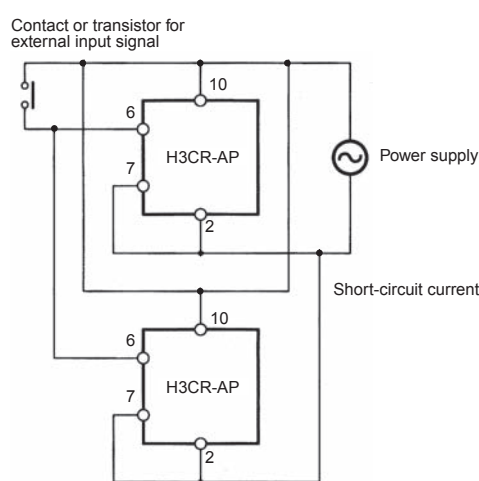 Contact or transistor for
external input signal
10
6
H3CR-AP
7
2
Power supply
Short-circuit current
10
6
H3CR-AP
7
2